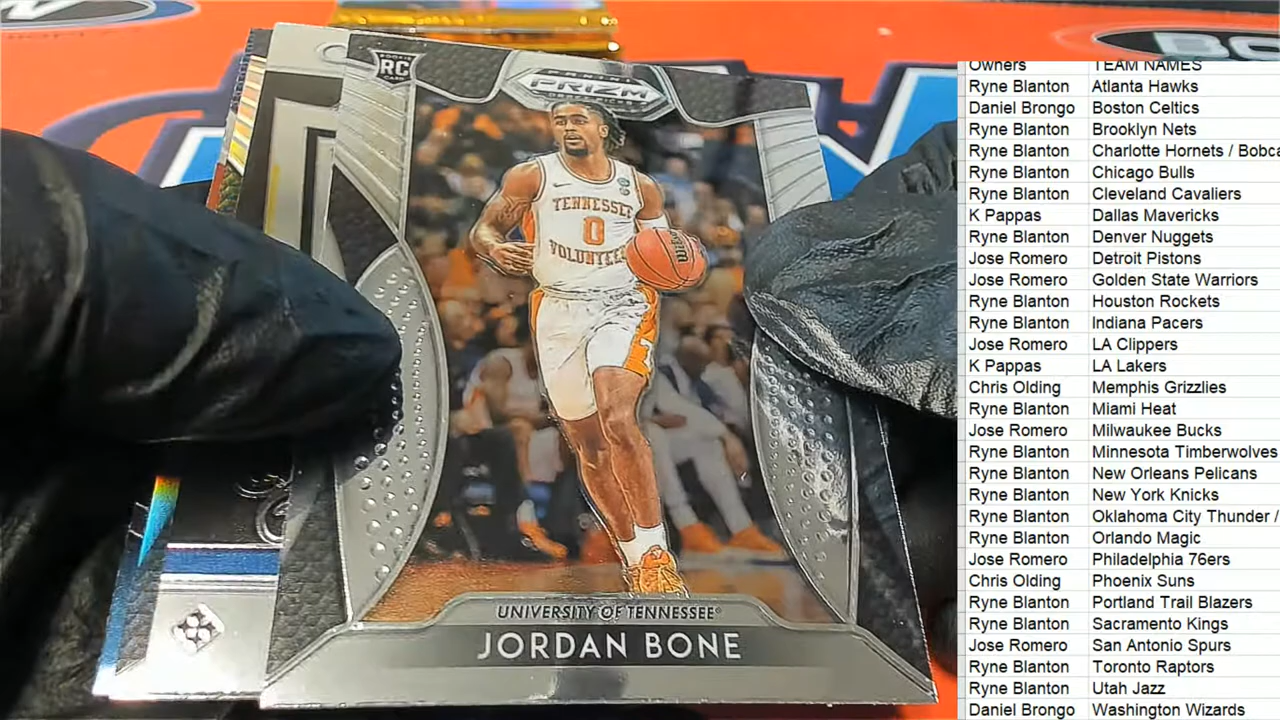 ROOKIE
RC
CARD
PANINI
PRIZM
DRAFT PICKS
TENNESSEE
0
VOLUNTEE
UNIVERSITY OF TENNESSEE
JORDAN BONE
Owners TEAM NAMES
Ryne Blanton Atlanta Hawks
Daniel Brongo Boston Celtics
Ryne Blanton Brooklyn Nets
Ryne Blanton Charlotte Hornets / Bobca
Ryne Blanton Chicago Bulls
Ryne Blanton Cleveland Cavaliers
K Pappas Dallas Mavericks
Ryne Blanton Denver Nuggets
Jose Romero Detroit Pistons
Jose Romero Golden State Warriors
Ryne Blanton Houston Rockets
Ryne Blanton Indiana Pacers
Jose Romero LA Clippers
K Pappas LA Lakers
Chris Olding Memphis Grizzlies
Ryne Blanton Miami Heat
Jose Romero Milwaukee Bucks
Ryne Blanton Minnesota Timberwolves
Ryne Blanton New Orleans Pelicans
Ryne Blanton New York Knicks
Ryne Blanton Oklahoma City Thunder /
Ryne Blanton Orlando Magic
Jose Romero Philadelphia 76ers
Chris Olding Phoenix Suns
Ryne Blanton Portland Trail Blazers
Ryne Blanton Sacramento Kings
Jose Romero San Antonio Spurs
Ryne Blanton Toronto Raptors
Ryne Blanton Utah Jazz
Daniel Brongo Washington Wizards